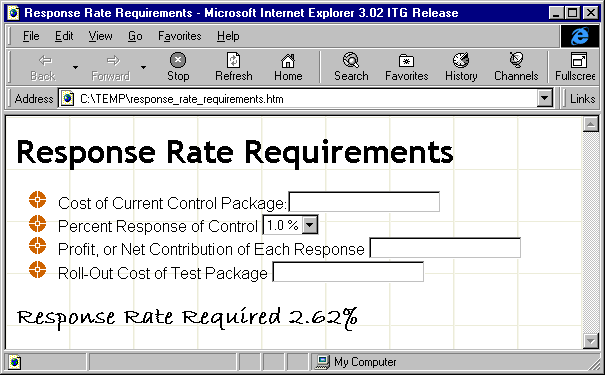 Response Rate Requirements - Microsoft Internet Explorer 3.02 ITG Release
File Edit View Go Favorites Help
Back Forward Stop Refresh Home Search Favorites History Channels Fullscree
Address C:\TEMP\response_rate_requirements.htm Links
Response Rate Requirements
Cost of Current Control Package:
Percent Response of Control 1.0 %
Profit, or Net Contribution of Each Response
Roll-Out Cost of Test Package
Response Rate Required 2.62%
My Computer